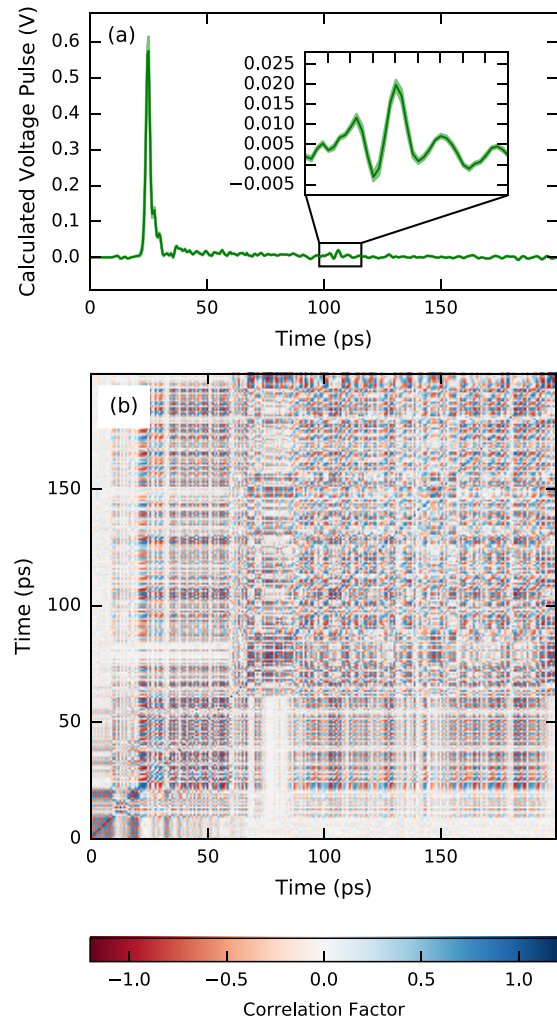 (a)
Calculated Voltage Pulse (V)
0.6
0.5
0.4
0.3
0.2
0.1
0.0
0.025
0.020
0.015
0.010
0.005
0.000
−0.005
0 50 100 150
Time (ps)
(b)
Time (ps)
150
100
50
0
0 50 100 150
Time (ps)
−1.0 −0.5 0.0 0.5 1.0
Correlation Factor